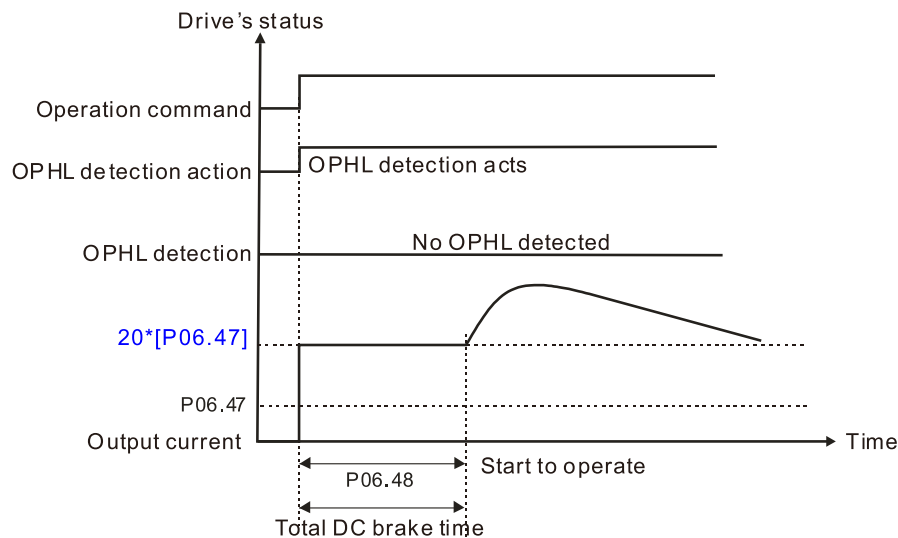 Drive's status
Operation command
OPHL detection action
OPHL detection acts
OPHL detection
No OPHL detected
20*[P06.47]
P06.47
Output current
Time
P06.48
Start to operate
Total DC brake time